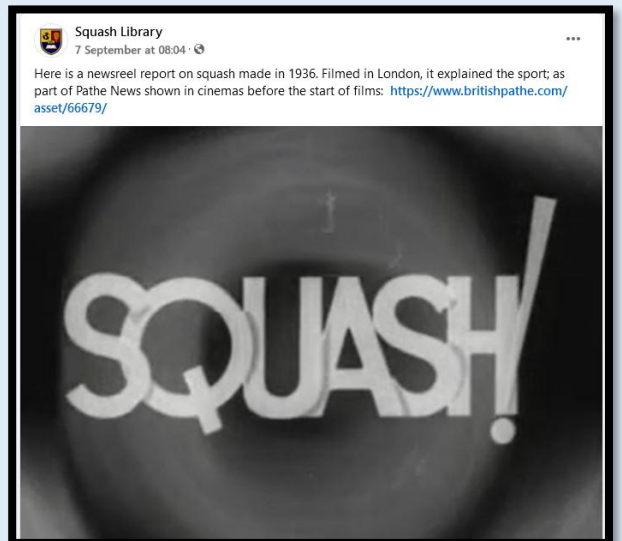 Squash Library
7 September at 08:04 ·
Here is a newsreel report on squash made in 1936. Filmed in London, it explained the sport; as
part of Pathe News shown in cinemas before the start of films: https://www.britishpathe.com/
asset/66679/
SQUASH!